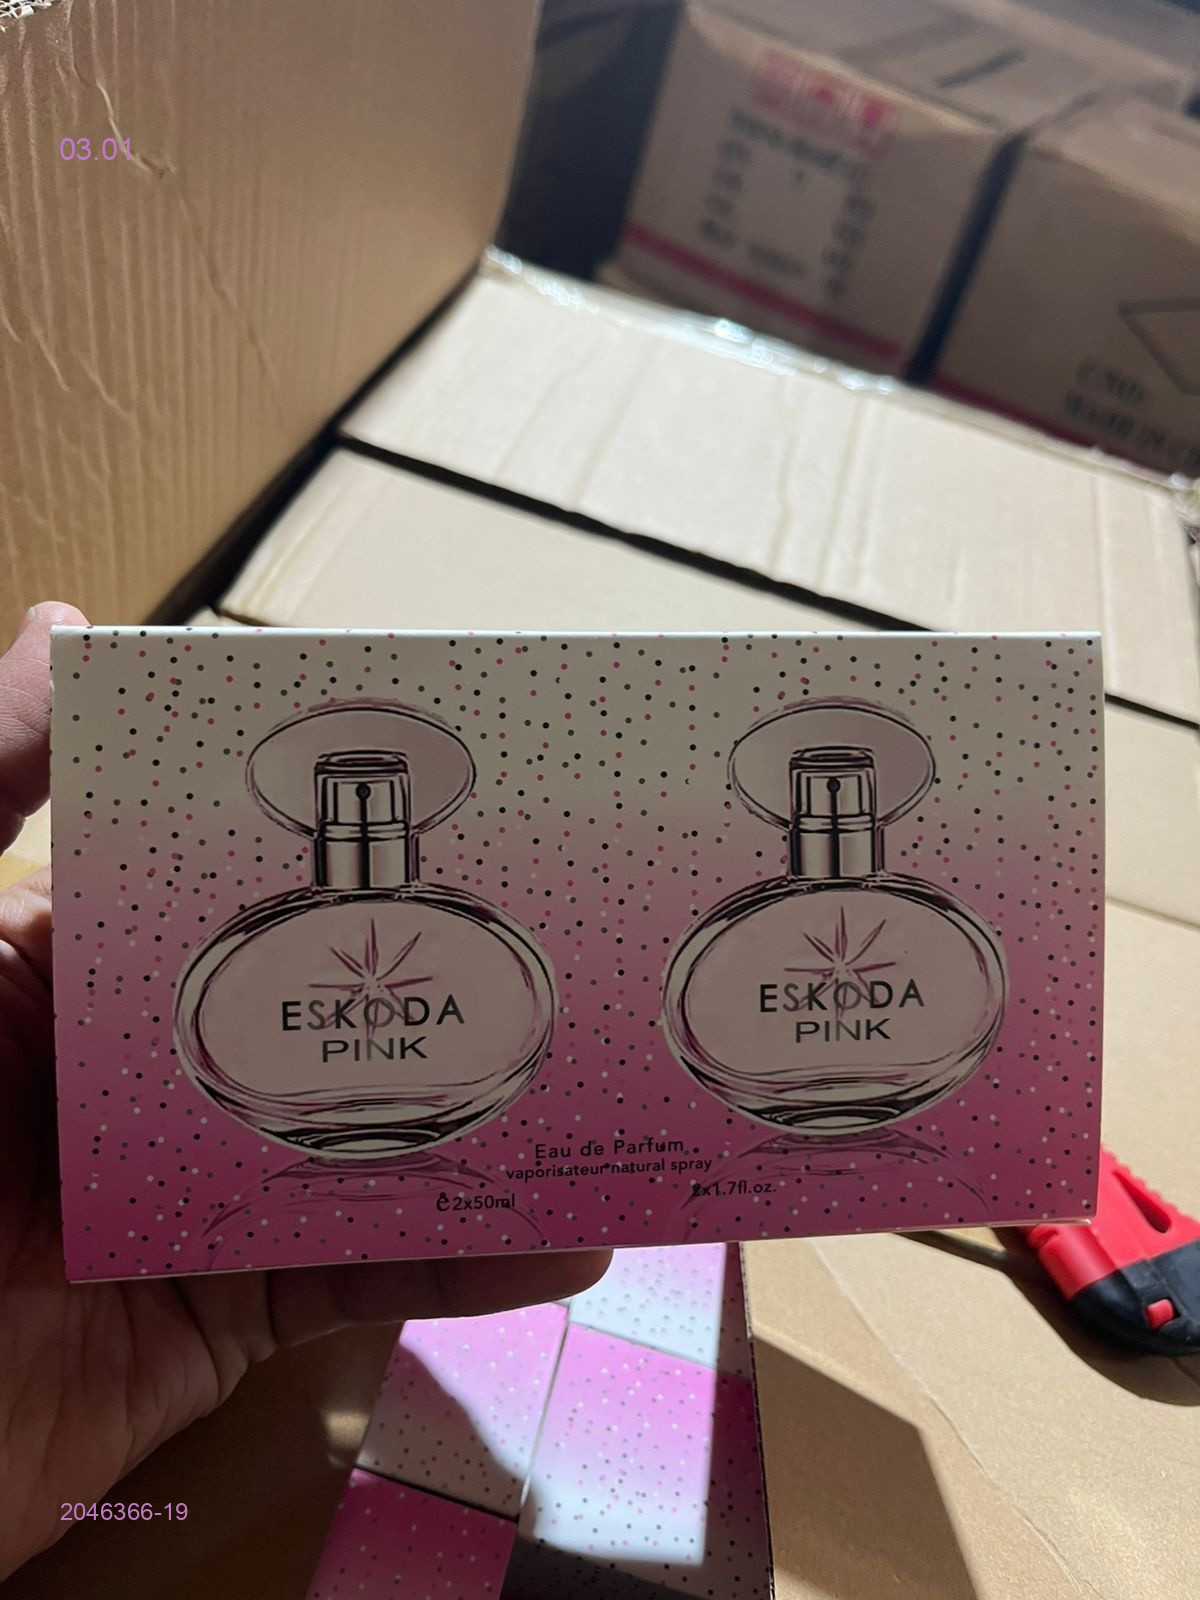 03.01
ESKODA
PINK
ESKODA
PINK
Eau de Parfum
vaporisateur natural spray
e 2x50ml
2x1.7fl.oz.
2046366-19